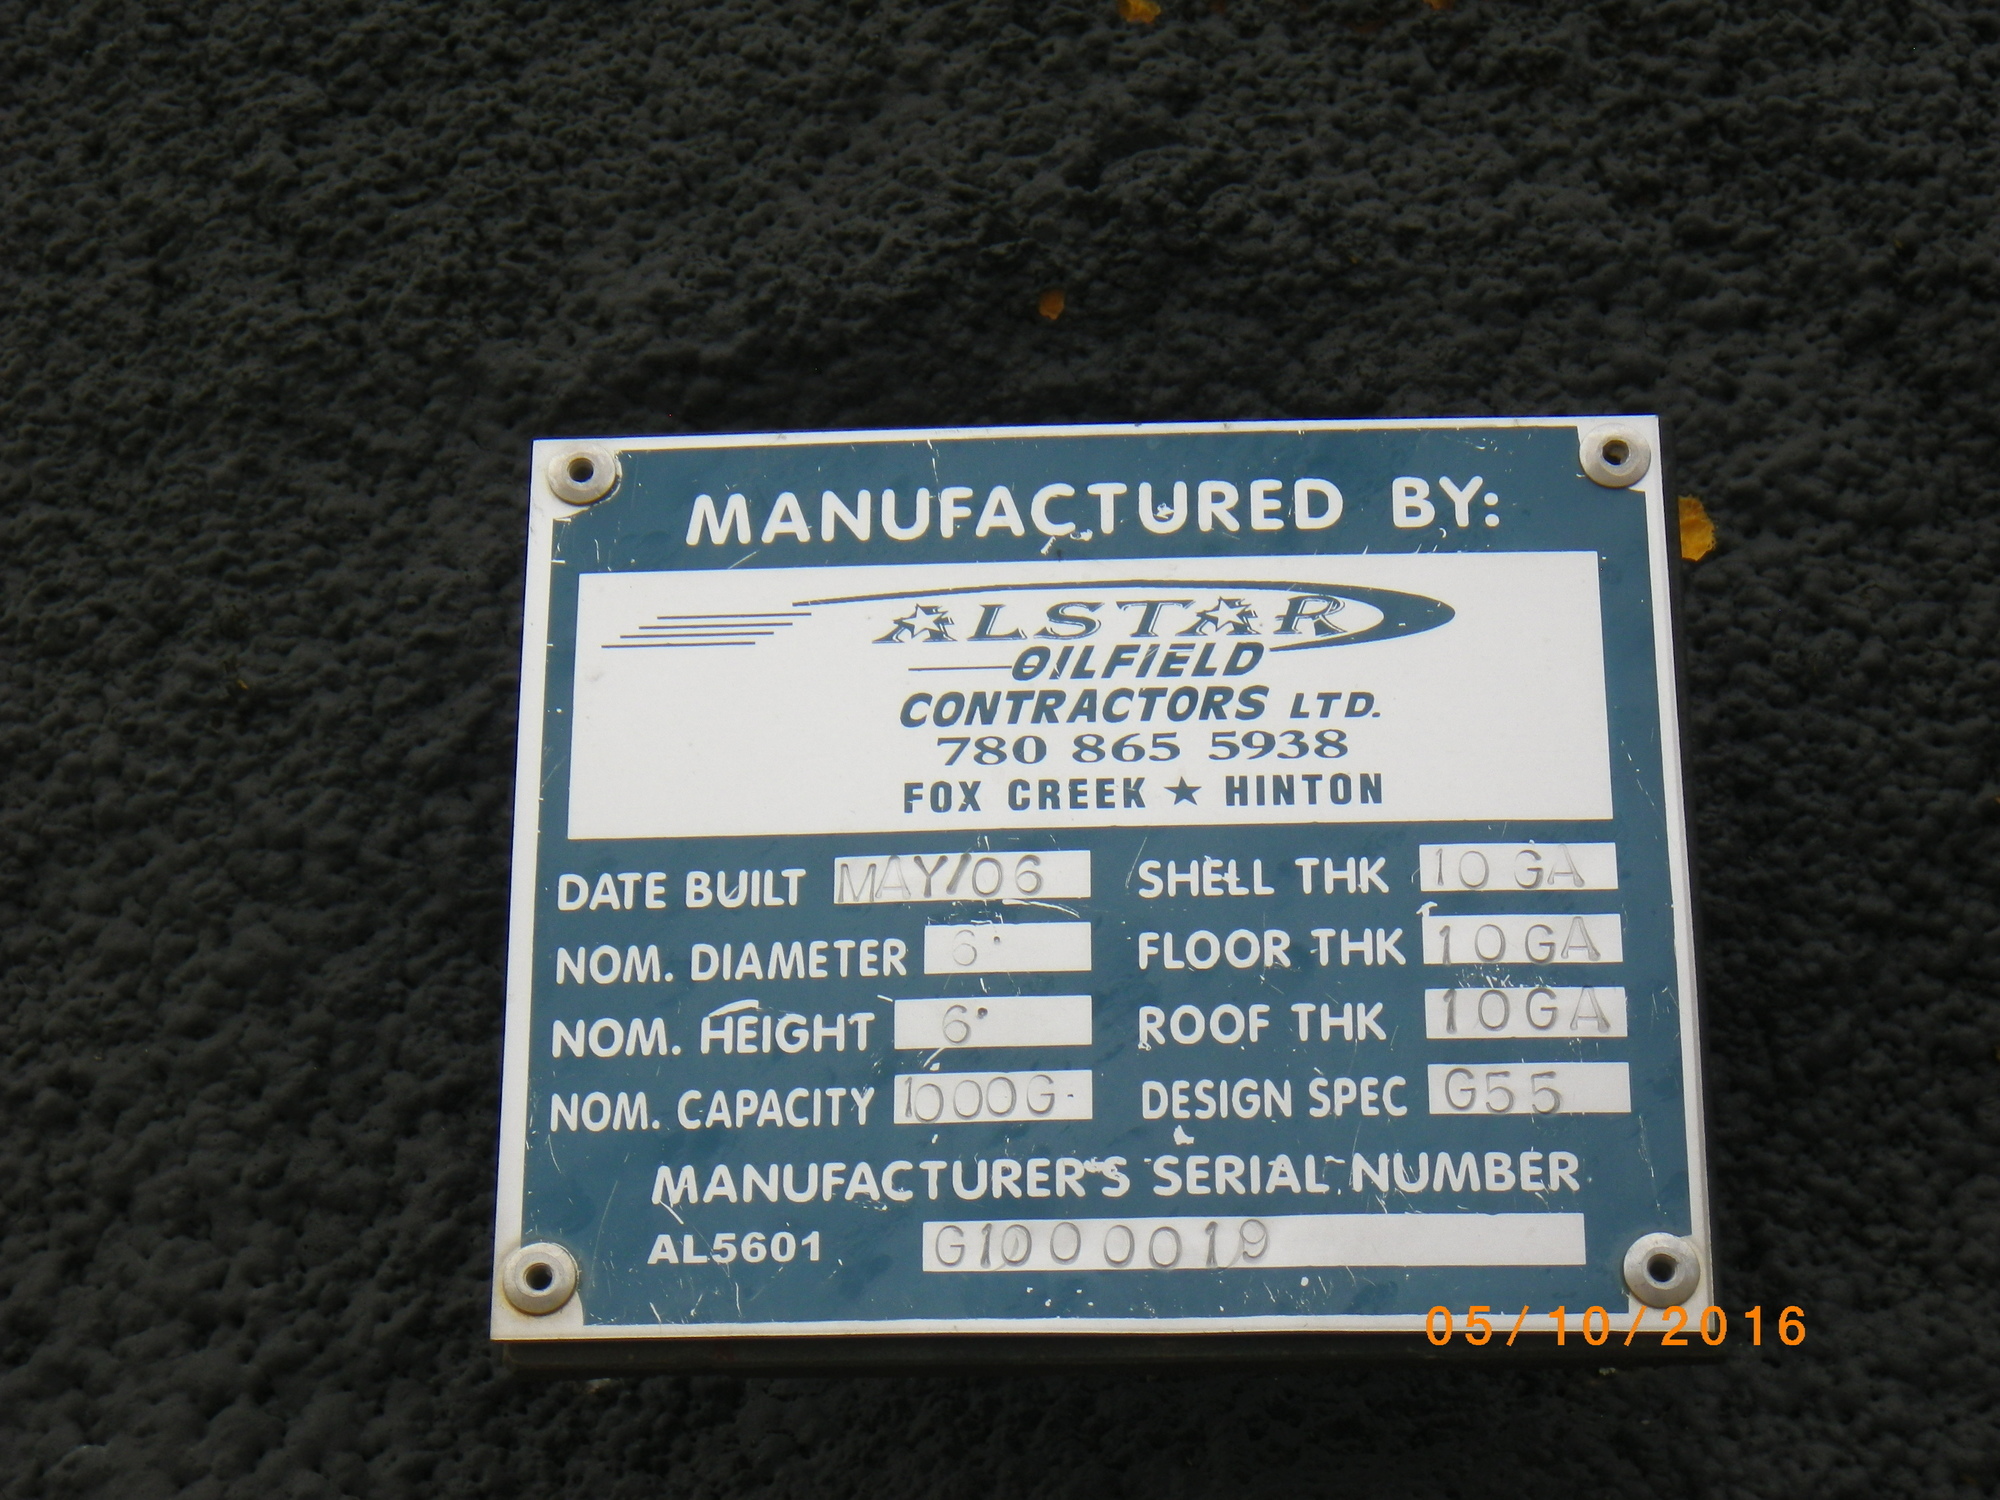 MANUFACTURED BY:
ALSTAR
OILFIELD
CONTRACTORS LTD.
780 865 5938
FOX CREEK ★ HINTON
DATE BUILT MAY/06 SHELL THK 10 GA
NOM. DIAMETER 6' FLOOR THK 10GA
NOM. HEIGHT 6' ROOF THK 10GA
NOM. CAPACITY 1000G. DESIGN SPEC G55
MANUFACTURER'S SERIAL NUMBER
AL5601 G1000019
05/10/2016